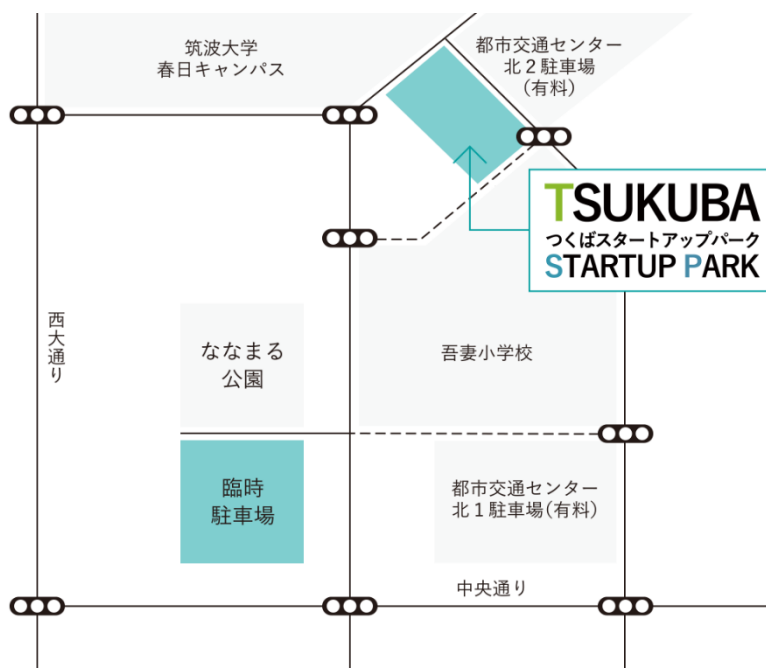 筑波大学
春日キャンパス
都市交通センター
北２駐車場
(有料)
TSUKUBA
つくばスタートアップパーク
STARTUP PARK
西大通り
ななまる
公園
吾妻小学校
臨時
駐車場
都市交通センター
北１駐車場(有料)
中央通り